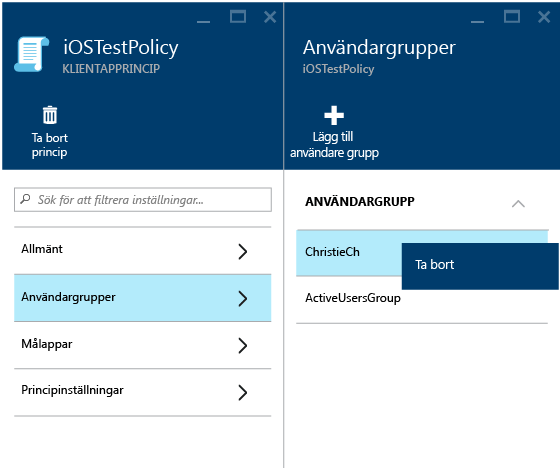 iOSTestPolicy
KLIENTAPPRINCIP
Ta bort
princip
Sök för att filtrera inställningar...
Allmänt
Användargrupper
Målappar
Principinställningar
Användargrupper
iOSTestPolicy
Lägg till
användare grupp
ANVÄNDARGRUPP
ChristieCh
Ta bort
ActiveUsersGroup